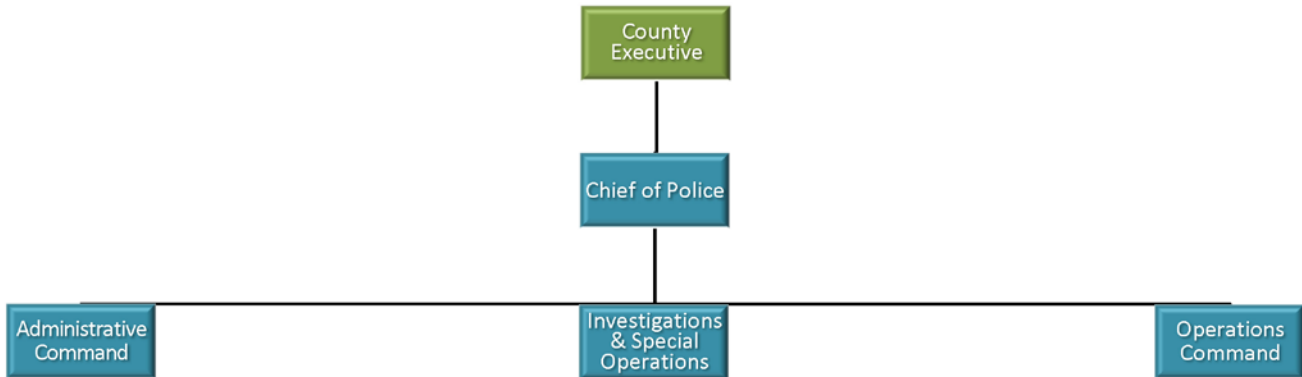 County
Executive
Chief of Police
Administrative
Command
Investigations
& Special
Operations
Operations
Command